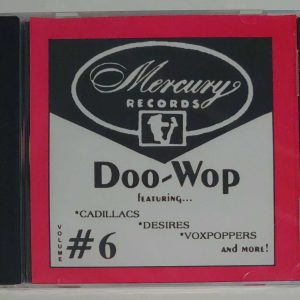 Mercury
RECORDS
Doo-Wop
FEATURING...
*CADILLACS
*DESIRES
*VOXPOPPERS
VOLUME
#6
AND MORE!